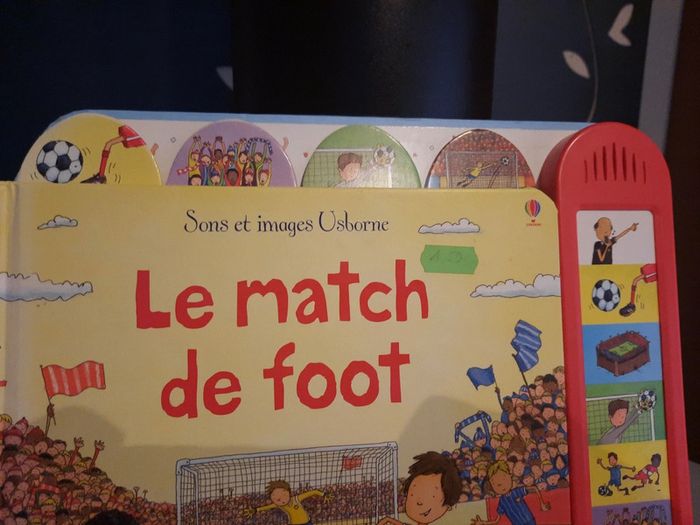 Sons et images Usborne
Le match
de foot